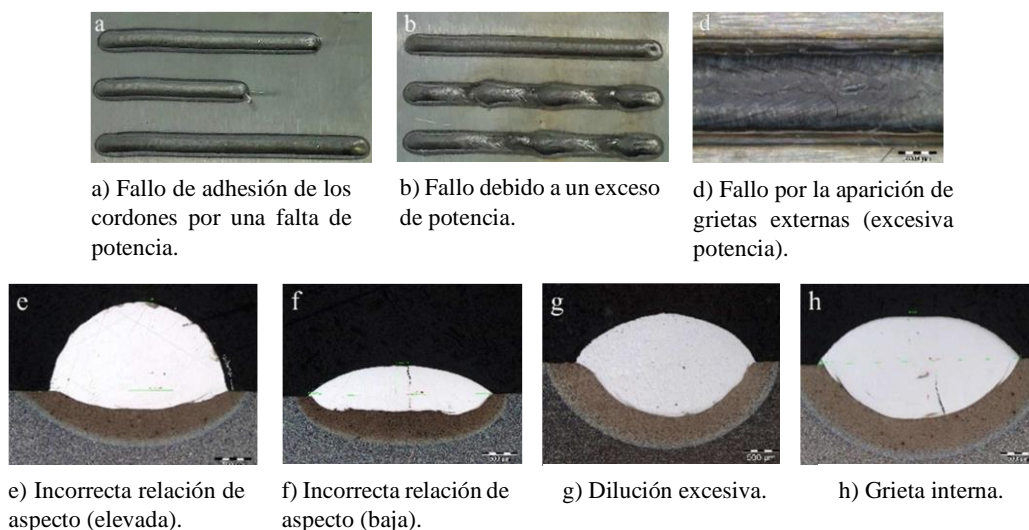 a
b
d
a) Fallo de adhesión de los
cordones por una falta de
potencia.
b) Fallo debido a un exceso
de potencia.
d) Fallo por la aparición de
grietas externas (excesiva
potencia).
e
f
g
h
500 µm
e) Incorrecta relación de
aspecto (elevada).
f) Incorrecta relación de
aspecto (baja).
g) Dilución excesiva.
h) Grieta interna.